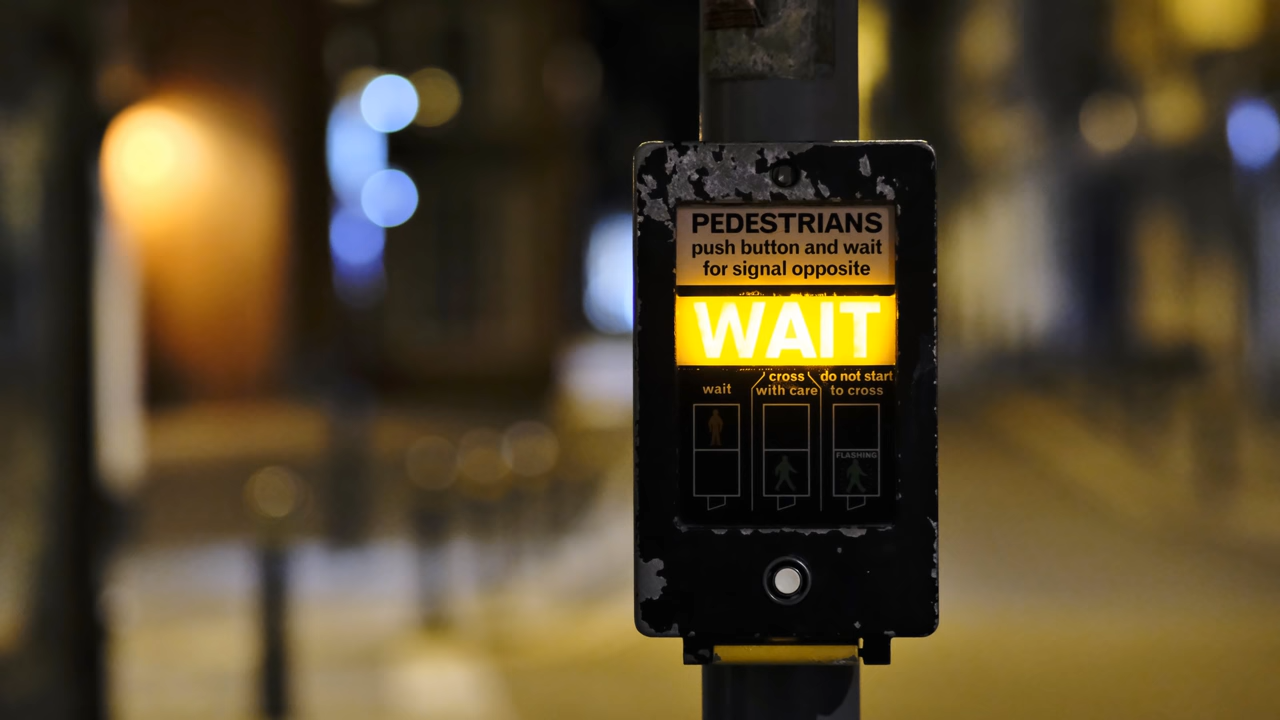 PEDESTRIANS
push button and wait
for signal opposite
WAIT
wait
cross
with care
do not start
to cross
FLASHING